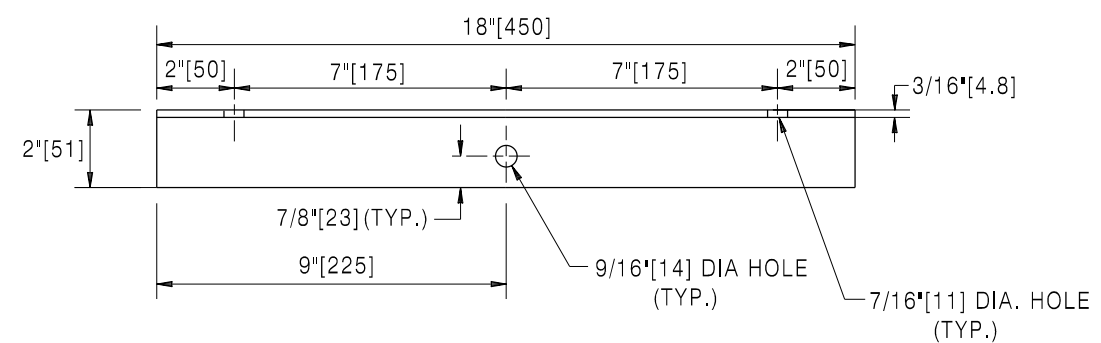 18"[450]
2"[50]
7"[175]
7"[175]
2"[50]
3/16"[4.8]
2"[51]
7/8"[23](TYP.)
9"[225]
9/16"[14] DIA HOLE
(TYP.)
7/16"[11] DIA. HOLE
(TYP.)